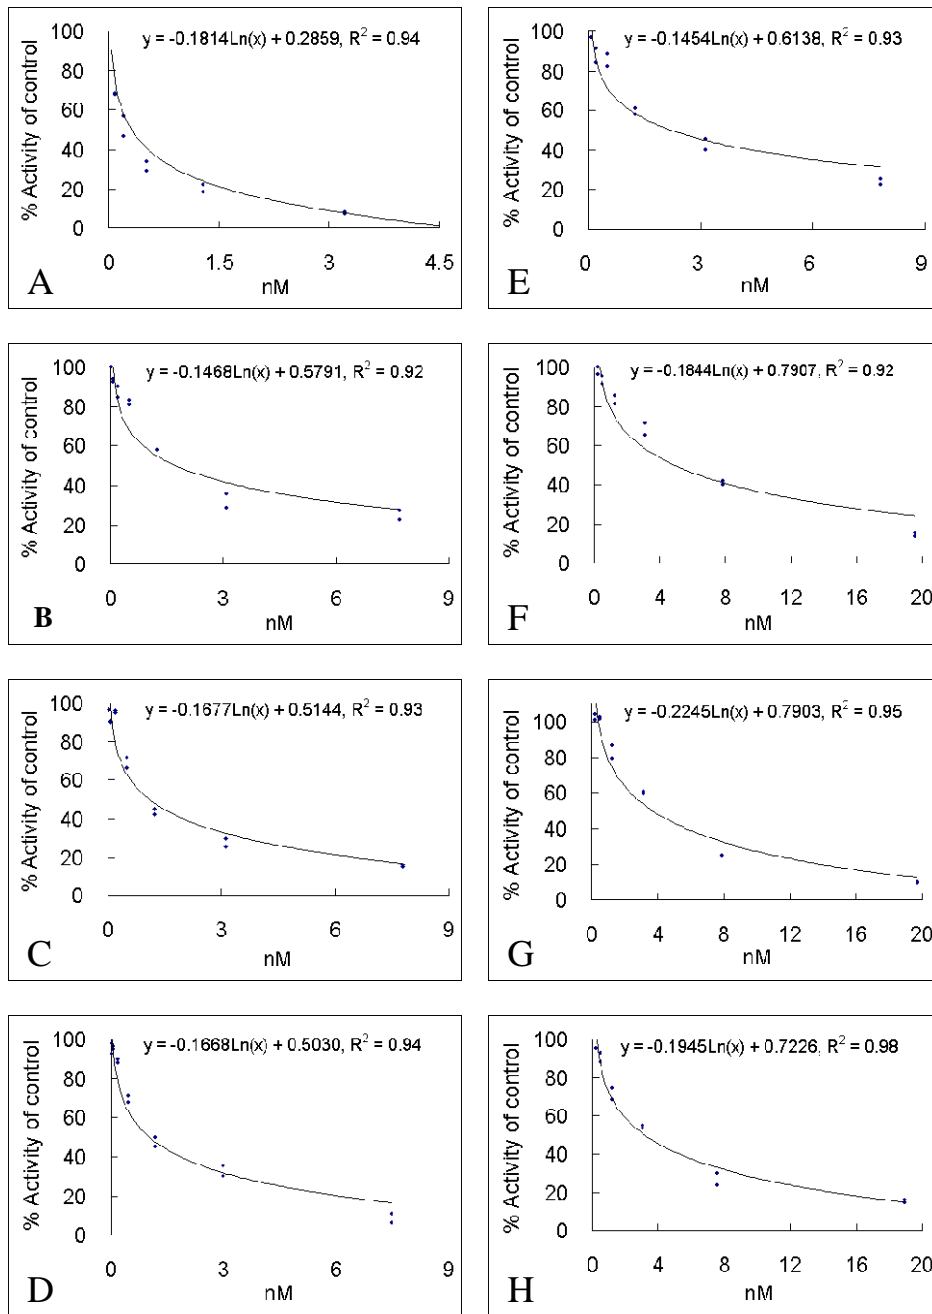 y = -0.1814Ln(x) + 0.2859, R² = 0.94
% Activity of control
100
80
60
40
20
0
0 1.5 3 4.5
nM
A
y = -0.1454Ln(x) + 0.6138, R² = 0.93
% Activity of control
100
80
60
40
20
0
0 3 6 9
nM
E
y = -0.1468Ln(x) + 0.5791, R² = 0.92
% Activity of control
100
80
60
40
20
0
0 3 6 9
nM
B
y = -0.1844Ln(x) + 0.7907, R² = 0.92
% Activity of control
100
80
60
40
20
0
0 4 8 12 16 20
nM
F
y = -0.1677Ln(x) + 0.5144, R² = 0.93
% Activity of control
100
80
60
40
20
0
0 3 6 9
nM
C
y = -0.2245Ln(x) + 0.7903, R² = 0.95
% Activity of control
100
80
60
40
20
0
0 4 8 12 16 20
nM
G
y = -0.1668Ln(x) + 0.5030, R² = 0.94
% Activity of control
100
80
60
40
20
0
0 3 6 9
nM
D
y = -0.1945Ln(x) + 0.7226, R² = 0.98
% Activity of control
100
80
60
40
20
0
0 4 8 12 16 20
nM
H